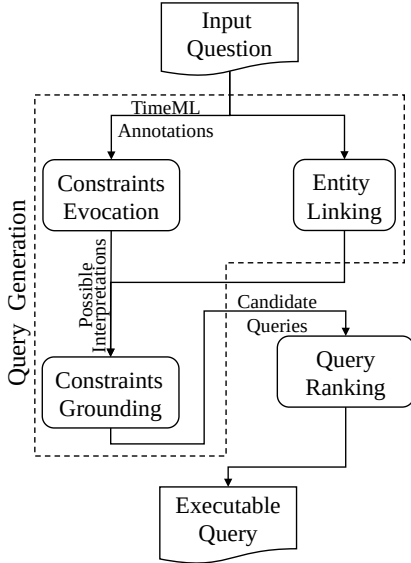 Input
Question
TimeML
Annotations
Constraints
Evocation
Entity
Linking
Query Generation
Possible
Interpretations
Candidate
Queries
Constraints
Grounding
Query
Ranking
Executable
Query